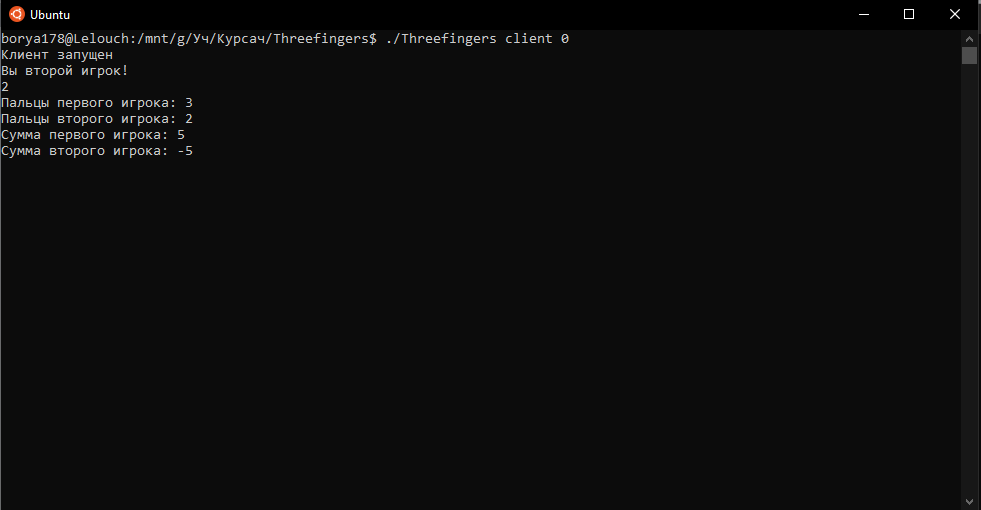 Ubuntu
borya178@Lelouch:/mnt/g/Уч/Курсач/Threefingers$ ./Threefingers client 0
Клиент запущен
Вы второй игрок!
2
Пальцы первого игрока: 3
Пальцы второго игрока: 2
Сумма первого игрока: 5
Сумма второго игрока: -5